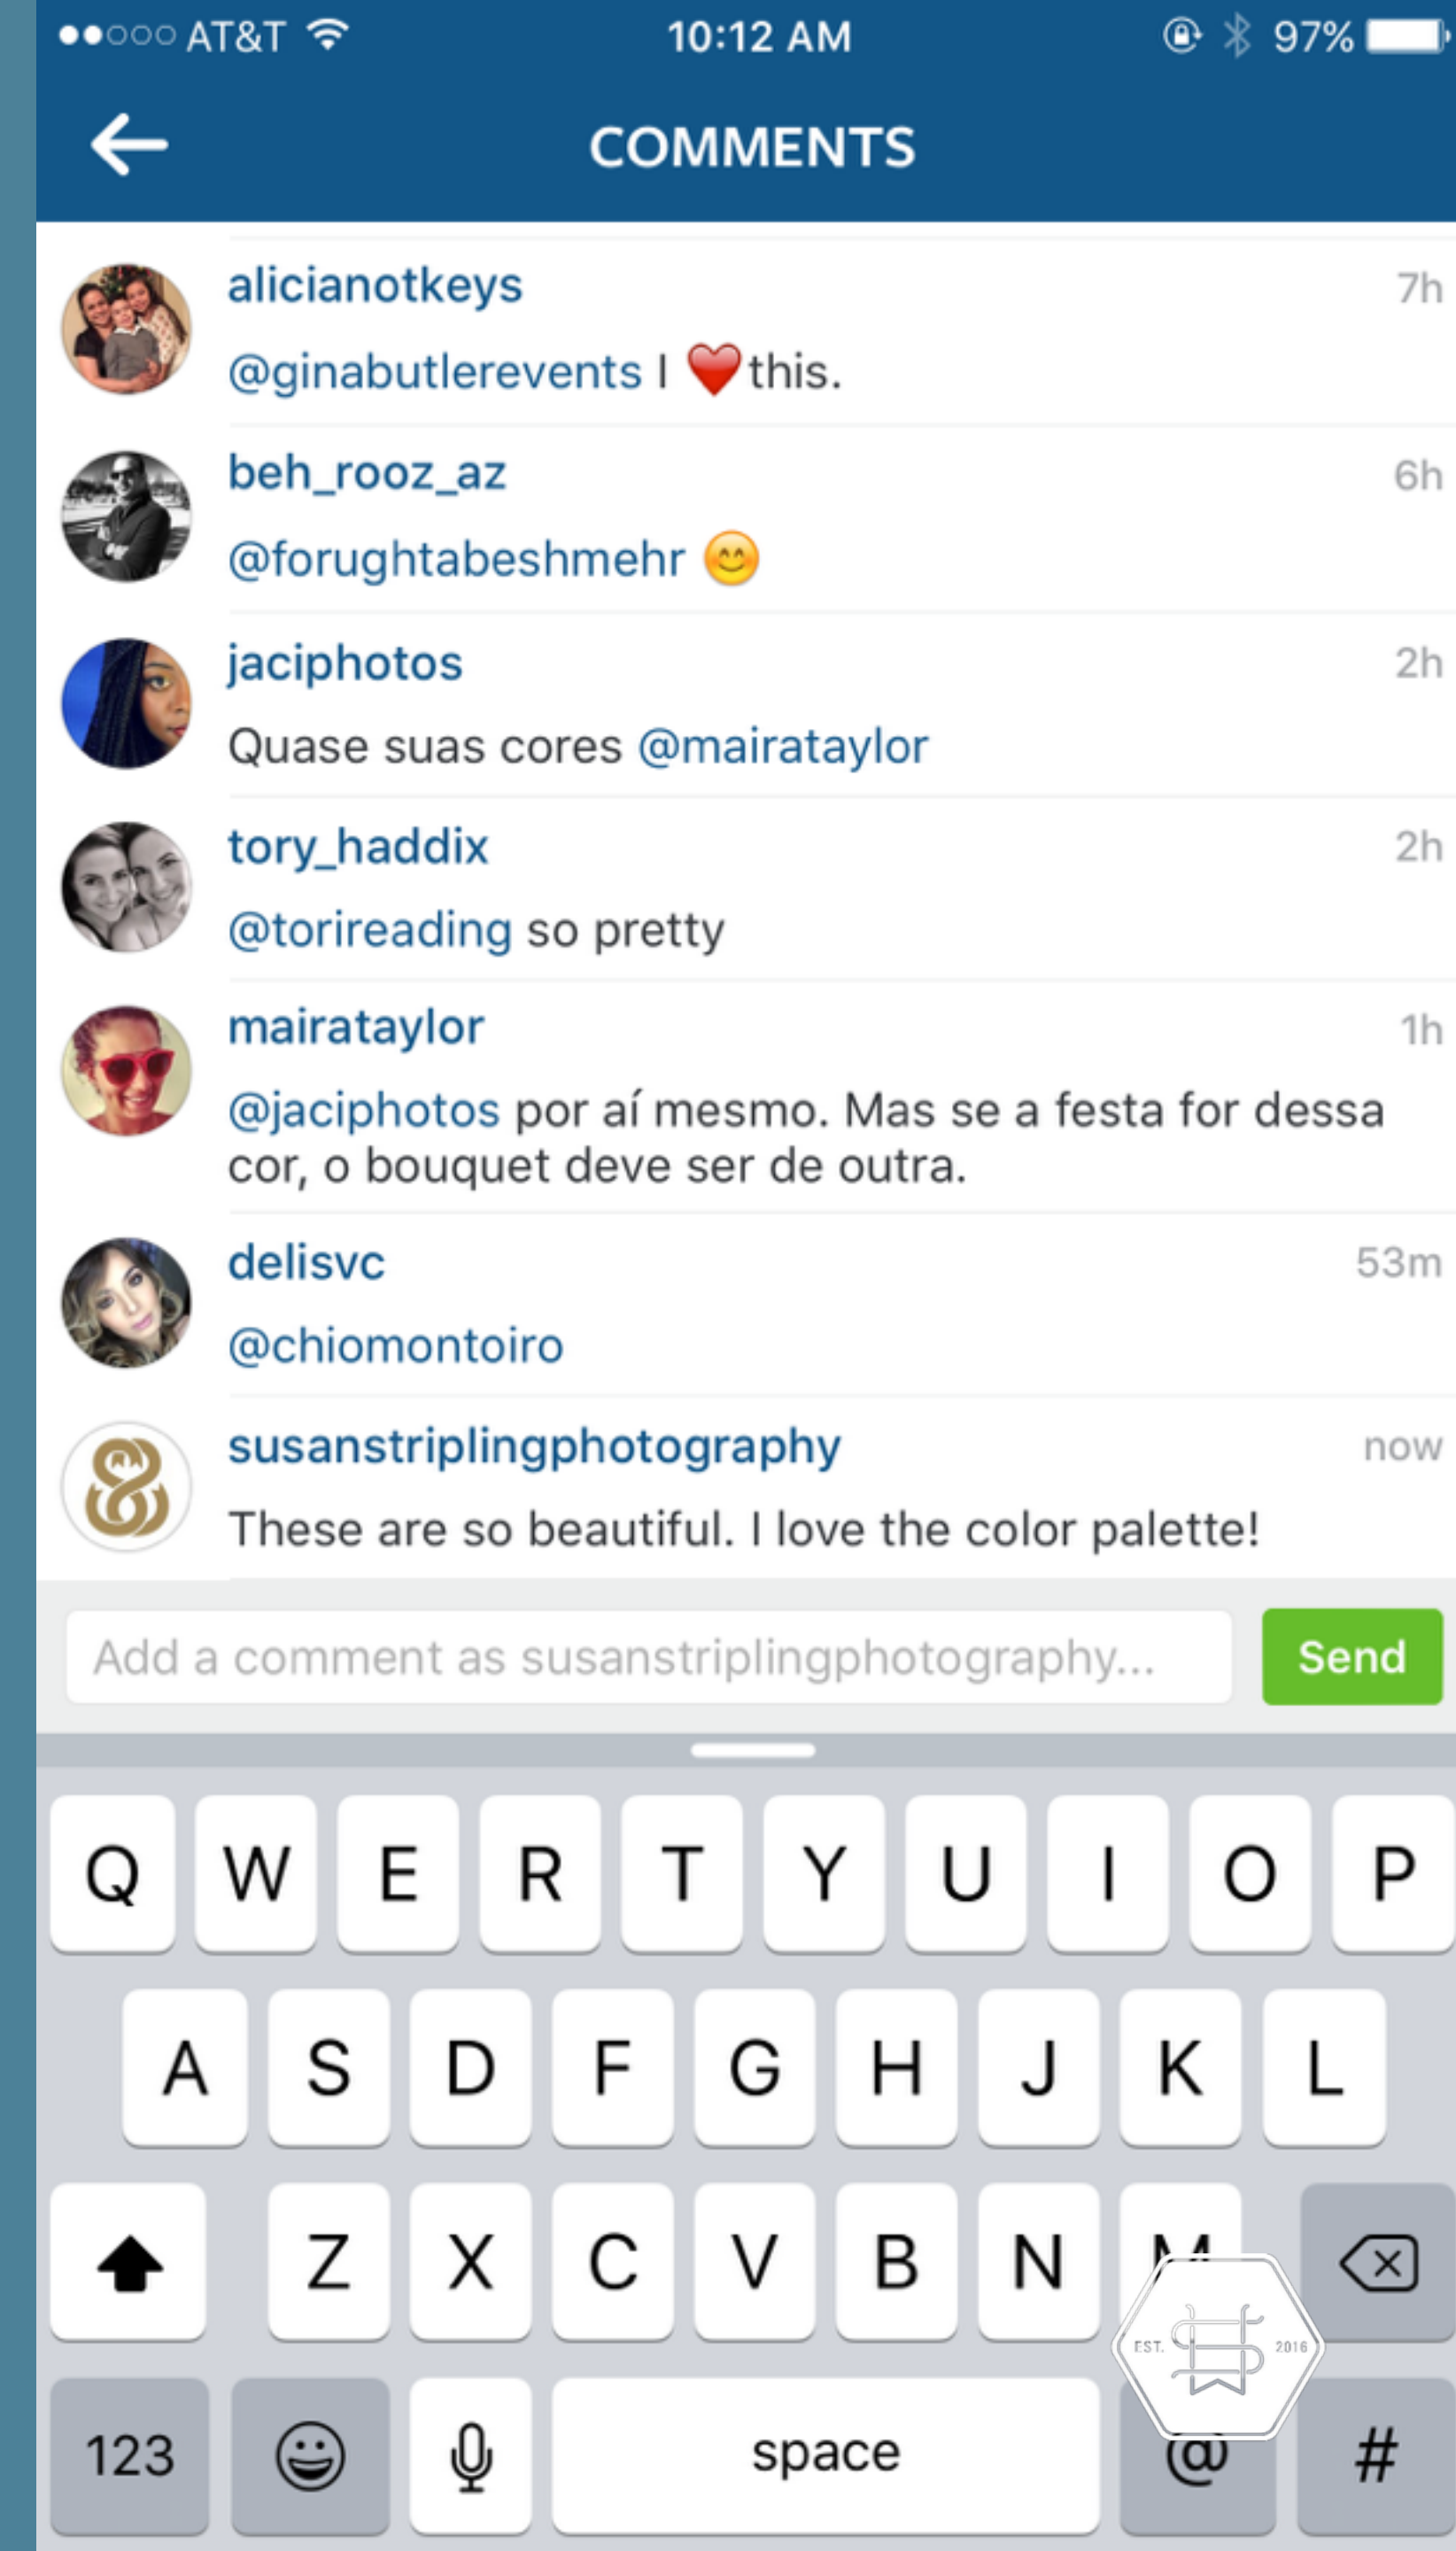 AT&T 10:12 AM 97%
COMMENTS
alicianotkeys 7h
@ginabutlerevents I ❤️this.
beh_rooz_az 6h
@forughtabeshmehr 😊
jaciphotos 2h
Quase suas cores @mairataylor
tory_haddix 2h
@torireading so pretty
mairataylor 1h
@jaciphotos por aí mesmo. Mas se a festa for dessa
cor, o bouquet deve ser de outra.
delisvc 53m
@chiomontoiro
susanstriplingphotography now
These are so beautiful. I love the color palette!
Add a comment as susanstriplingphotography... Send
Q W E R T Y U I O P
A S D F G H J K L
Z X C V B N M
EST. 2016
123 space @ #